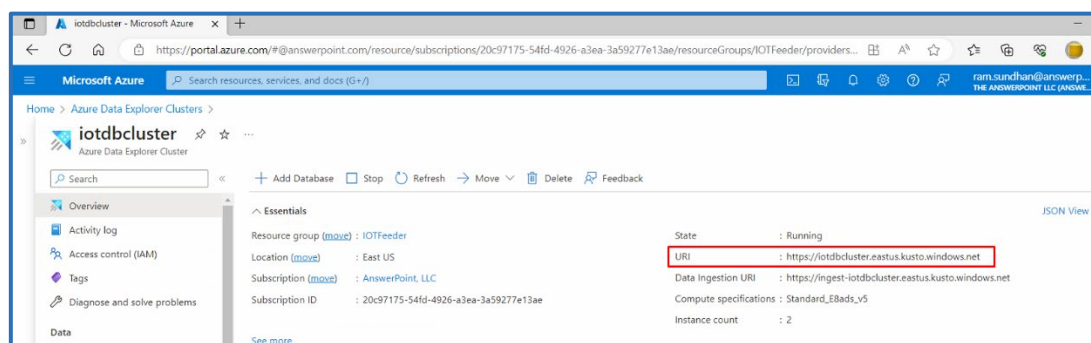 iotdbcluster - Microsoft Azure
https://portal.azure.com/#@answerpoint.com/resource/subscriptions/20c97175-54fd-4926-a3ea-3a59277e13ae/resourceGroups/IOTFeeder/providers...
Microsoft Azure
Search resources, services, and docs (G+/)
ram.sundhan@answerp...
THE ANSWERPOINT LLC (ANSWE...
Home > Azure Data Explorer Clusters >
iotdbcluster
Azure Data Explorer Cluster
Search
Add Database Stop Refresh Move Delete Feedback
Overview
Activity log
Access control (IAM)
Tags
Diagnose and solve problems
Data
Essentials
JSON View
Resource group (move) : IOTFeeder
Location (move) : East US
Subscription (move) : AnswerPoint, LLC
Subscription ID : 20c97175-54fd-4926-a3ea-3a59277e13ae
See more
State : Running
URI : https://iotdbcluster.eastus.kusto.windows.net
Data Ingestion URI : https://ingest-iotdbcluster.eastus.kusto.windows.net
Compute specifications : Standard_E8ads_v5
Instance count : 2